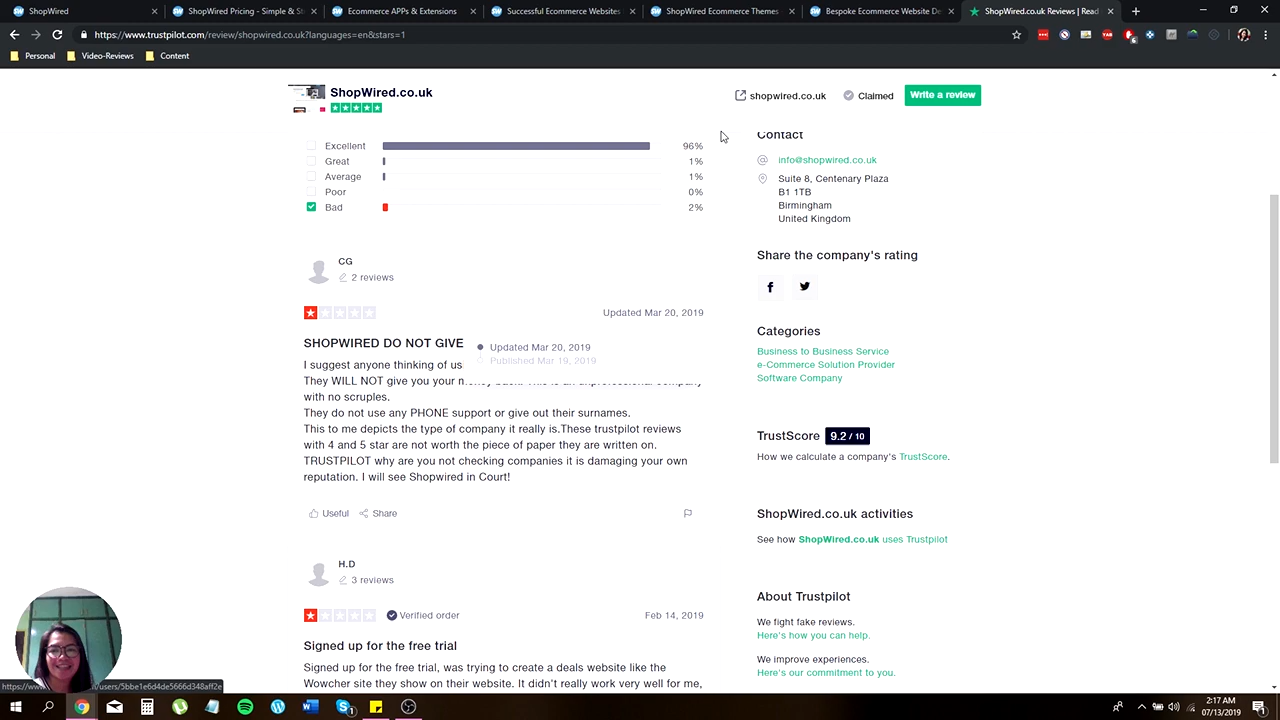 ShopWired
ShopWired Pricing - Simple & St
Ecommerce APPs & Extensions
Successful Ecommerce Websites
ShopWired Ecommerce Themes
Bespoke Ecommerce Website De
ShopWired.co.uk Reviews | Read
https://www.trustpilot.com/review/shopwired.co.uk?languages=en&stars=1
Personal
Video-Reviews
Content
ShopWired.co.uk
shopwired.co.uk
Claimed
Write a review
Excellent 96%
Great 1%
Average 1%
Poor 0%
Bad 2%
CG
2 reviews
Updated Mar 20, 2019
SHOPWIRED DO NOT GIVE
Updated Mar 20, 2019
Published Mar 19, 2019
I suggest anyone thinking of us
They WILL NOT give you your money back. This is an unprofessional company
with no scruples.
They do not use any PHONE support or give out their surnames.
This to me depicts the type of company it really is.These trustpilot reviews
with 4 and 5 star are not worth the piece of paper they are written on.
TRUSTPILOT why are you not checking companies it is damaging your own
reputation. I will see Shopwired in Court!
Useful
Share
H.D
3 reviews
Verified order
Feb 14, 2019
Signed up for the free trial
Signed up for the free trial, was trying to create a deals website like the
Wowcher site they show on their website. It didn't really work very well for me,
Contact
info@shopwired.co.uk
Suite 8, Centenary Plaza
B1 1TB
Birmingham
United Kingdom
Share the company's rating
Categories
Business to Business Service
e-Commerce Solution Provider
Software Company
TrustScore 9.2 / 10
How we calculate a company's TrustScore.
ShopWired.co.uk activities
See how ShopWired.co.uk uses Trustpilot
About Trustpilot
We fight fake reviews.
Here's how you can help.
We improve experiences.
Here's our commitment to you.
2:17 AM
07/13/2019